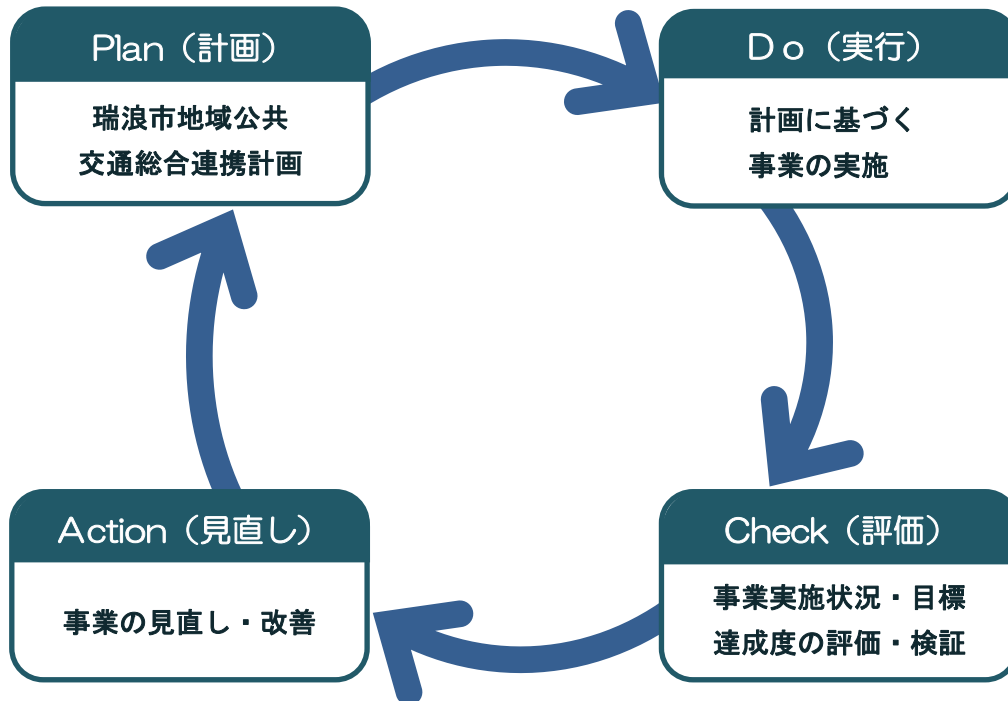 Plan（計画）
瑞浪市地域公共
交通総合連携計画
Ｄｏ（実行）
計画に基づく
事業の実施
Action（見直し）
事業の見直し・改善
Check（評価）
事業実施状況・目標
達成度の評価・検証